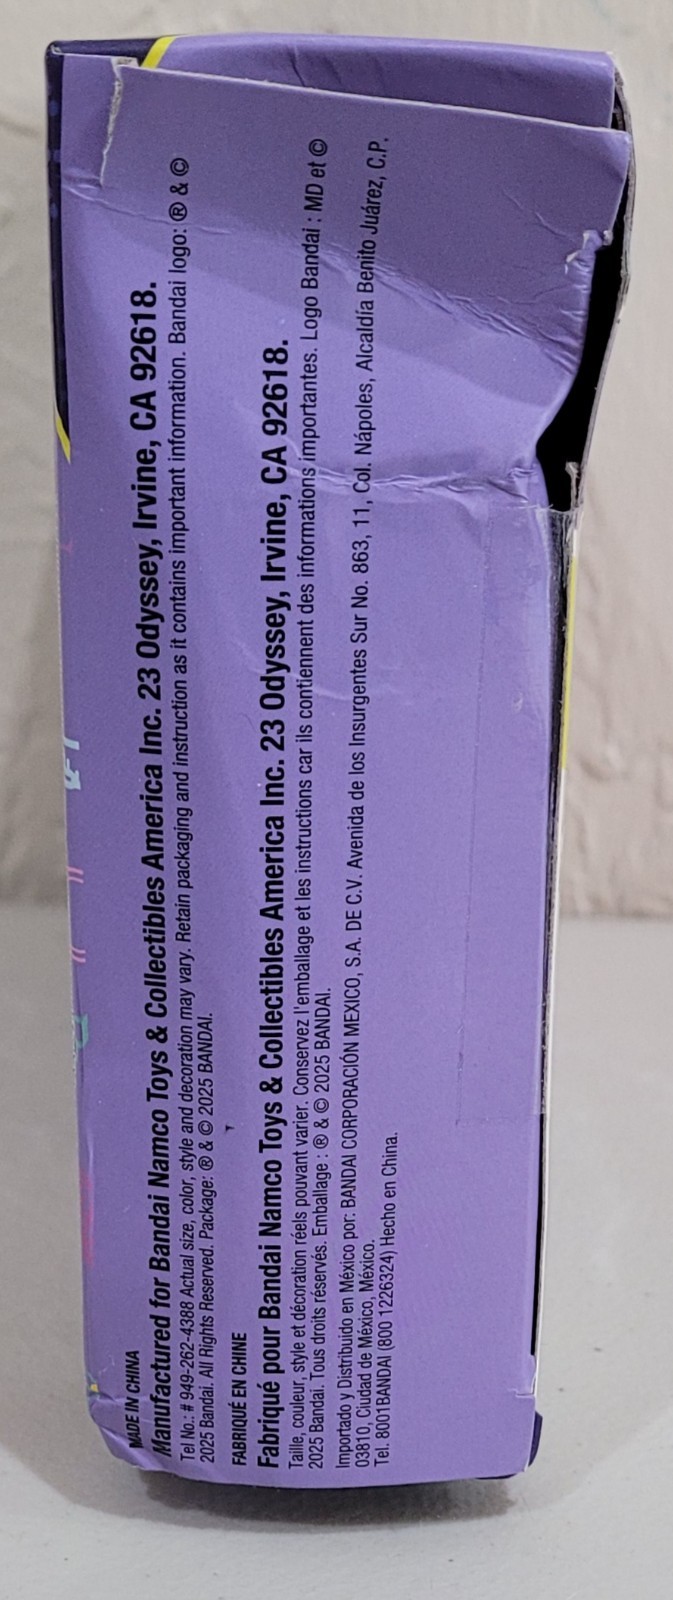 MADE IN CHINA
Manufactured for Bandai Namco Toys & Collectibles America Inc. 23 Odyssey, Irvine, CA 92618.
Tel No.: # 949-262-4388 Actual size, color, style and decoration may vary. Retain packaging and instruction as it contains important information. Bandai logo: ® & ©
2025 Bandai. All Rights Reserved. Package: ® & © 2025 BANDAI.
FABRIQUÉ EN CHINE
Fabriqué pour Bandai Namco Toys & Collectibles America Inc. 23 Odyssey, Irvine, CA 92618.
Taille, couleur, style et décoration réels pouvant varier. Conservez l'emballage et les instructions car ils contiennent des informations importantes. Logo Bandai : MD et ©
2025 Bandai. Tous droits réservés. Emballage : ® & © 2025 BANDAI.
Importado y Distribuido en México por: BANDAI CORPORACIÓN MEXICO, S.A. DE C.V. Avenida de los Insurgentes Sur No. 863, 11, Col. Nápoles, Alcaldía Benito Juárez, C.P.
03810, Ciudad de México, México.
Tel. 8001BANDAI (800 1226324) Hecho en China.